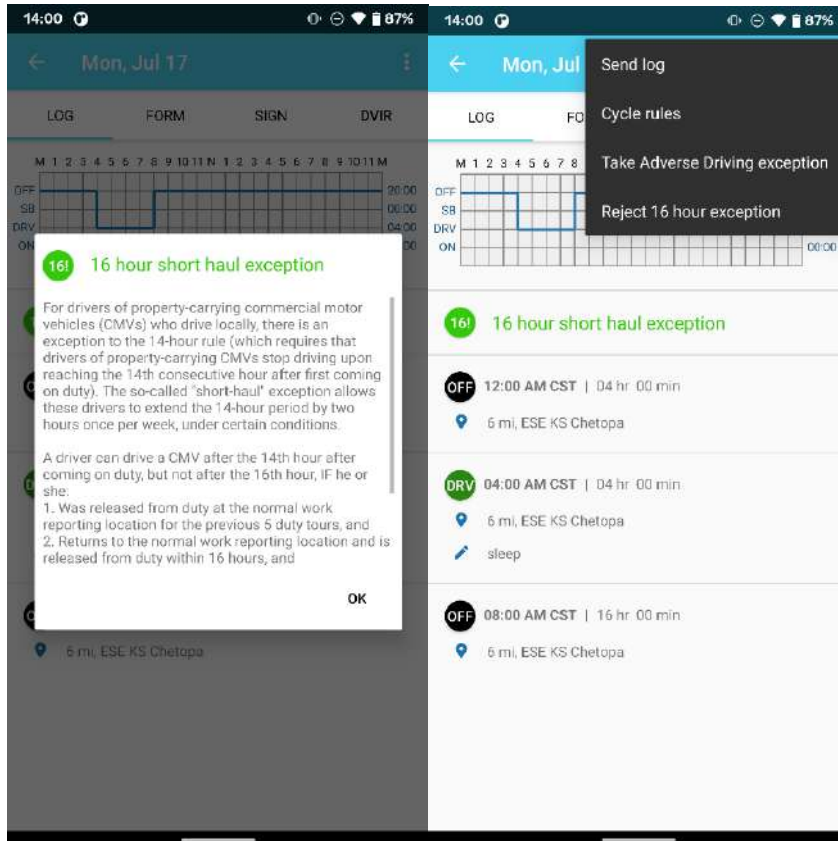 14:00
87%
Mon, Jul 17
LOG FORM SIGN DVIR
M 1 2 3 4 5 6 7 8 9 10 11 N 1 2 3 4 5 6 7 8 9 10 11 M
OFF 20:00
SB 00:00
DRV 04:00
ON
16! 16 hour short haul exception
For drivers of property-carrying commercial motor
vehicles (CMVs) who drive locally, there is an
exception to the 14-hour rule (which requires that
drivers of property-carrying CMVs stop driving upon
reaching the 14th consecutive hour after first coming
on duty). The so-called "short-haul" exception allows
these drivers to extend the 14-hour period by two
hours once per week, under certain conditions.
A driver can drive a CMV after the 14th hour after
coming on duty, but not after the 16th hour, IF he or
she:
1. Was released from duty at the normal work
reporting location for the previous 5 duty tours, and
2. Returns to the normal work reporting location and is
released from duty within 16 hours, and
OK
6 mi, ESE KS Chetopa
14:00
87%
Mon, Jul
Send log
Cycle rules
Take Adverse Driving exception
Reject 16 hour exception
LOG FO
M 1 2 3 4 5 6 7 8
OFF
SB
DRV
ON 00:00
16! 16 hour short haul exception
OFF 12:00 AM CST | 04 hr 00 min
6 mi, ESE KS Chetopa
DRV 04:00 AM CST | 04 hr 00 min
6 mi, ESE KS Chetopa
sleep
OFF 08:00 AM CST | 16 hr 00 min
6 mi, ESE KS Chetopa